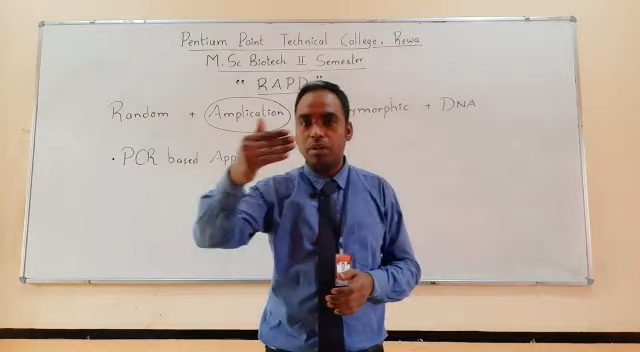 Pentium Point Technical College, Rewa
M.Sc Biotech II Semester
" RAPD "
Random + Amplication ymorphic + DNA
• PCR based App